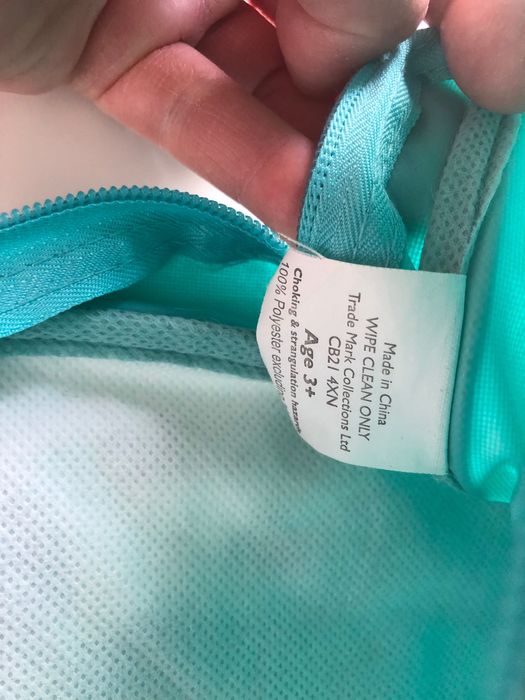 Made in China
WIPE CLEAN ONLY
Trade Mark Collections Ltd
CB21 4XN
Age 3+
Choking & strangulation hazard
100% Polyester excluding